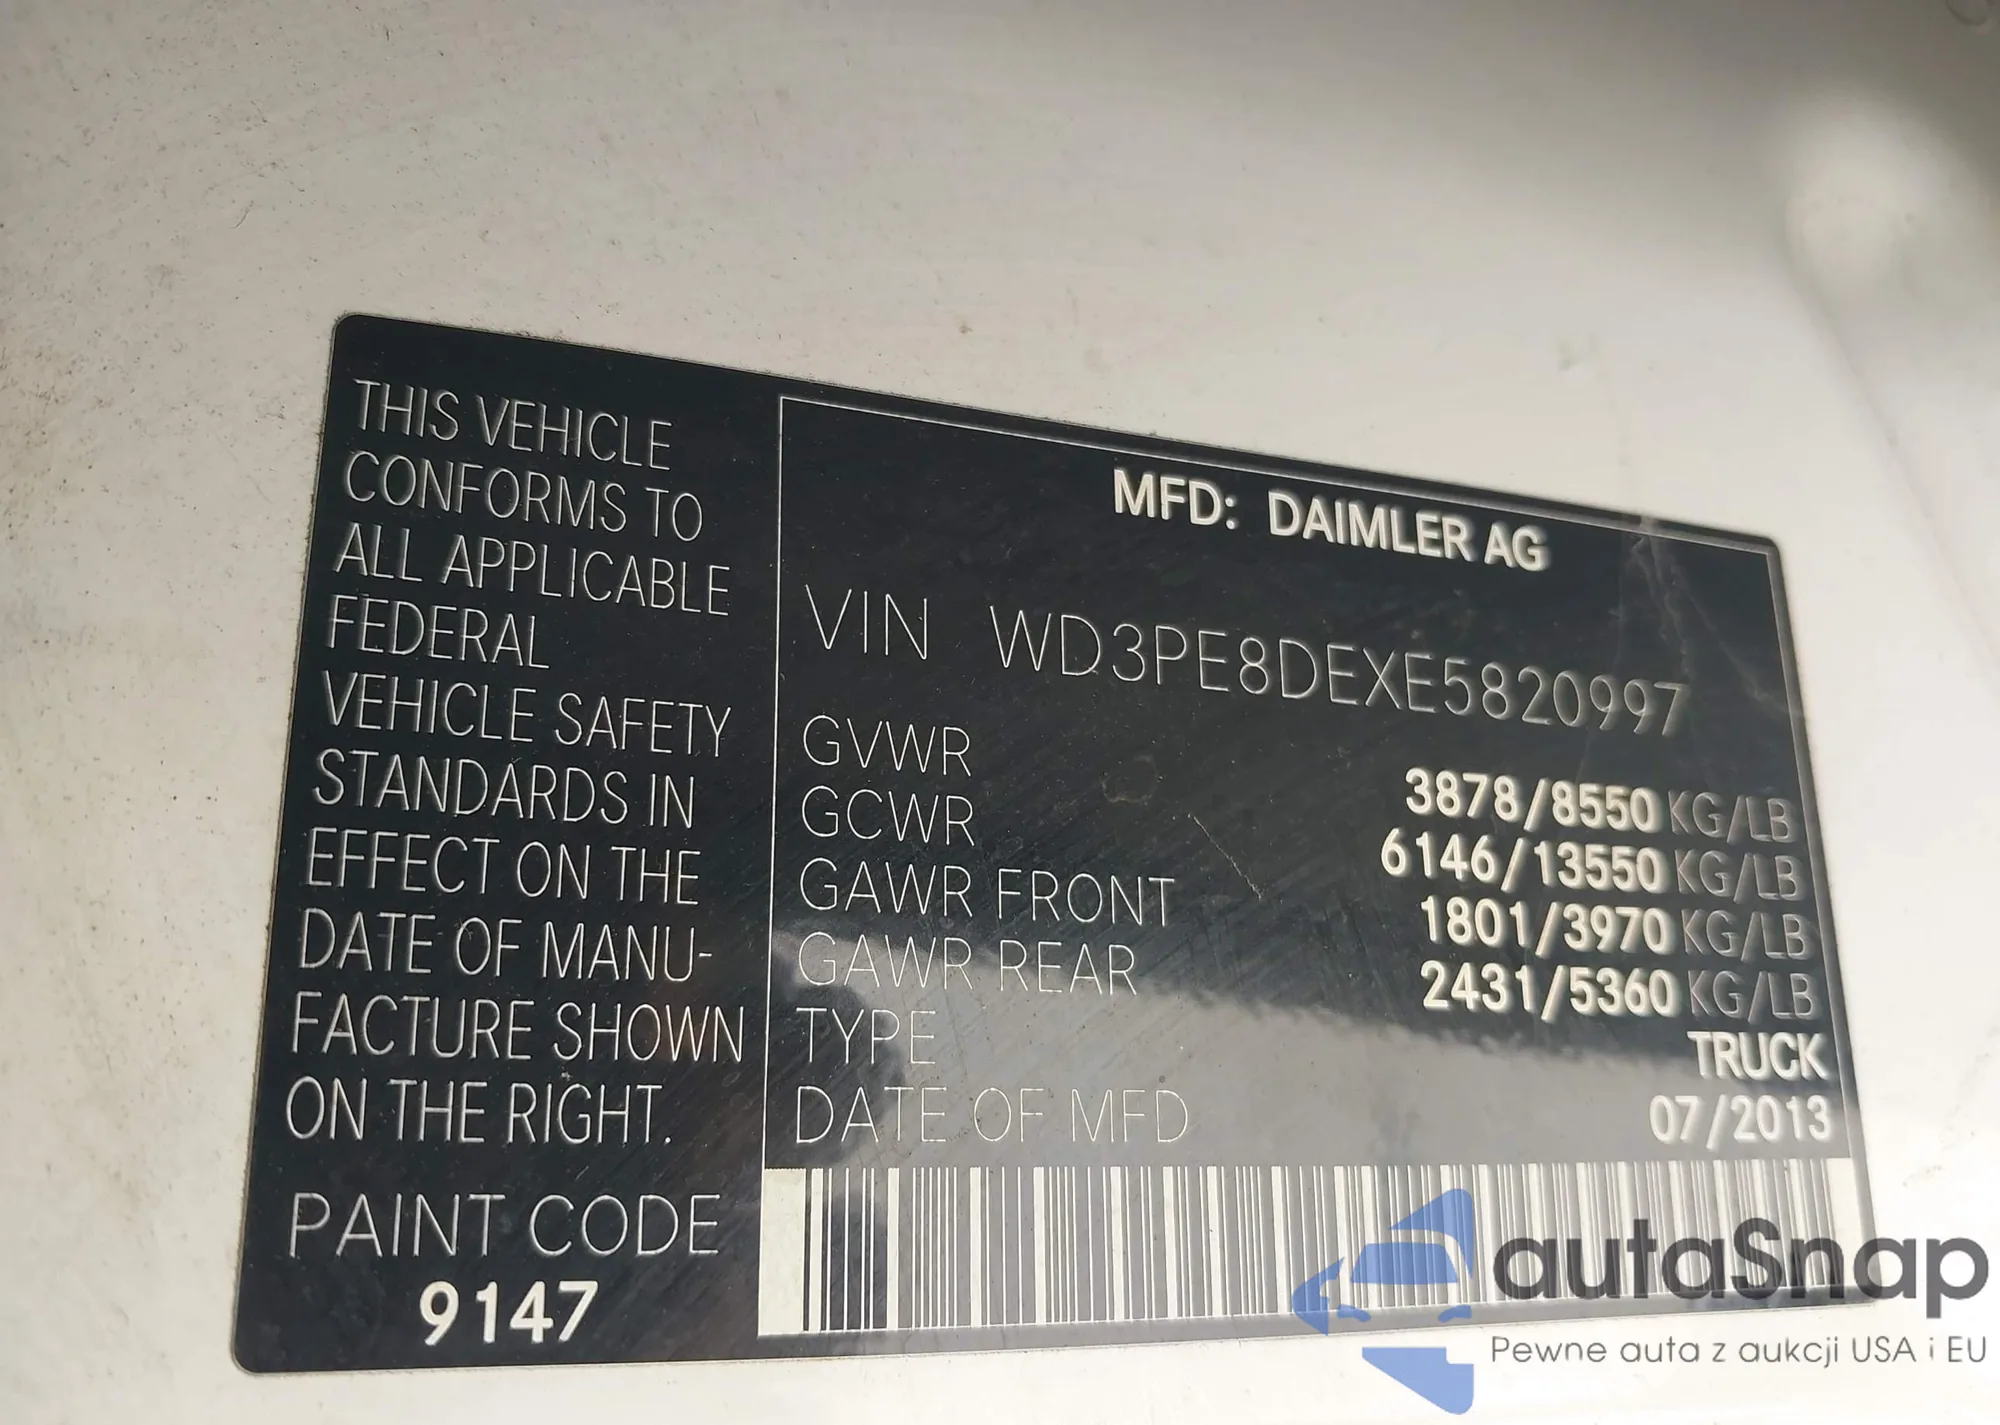 THIS VEHICLE
CONFORMS TO
ALL APPLICABLE
FEDERAL
VEHICLE SAFETY
STANDARDS IN
EFFECT ON THE
DATE OF MANU-
FACTURE SHOWN
ON THE RIGHT.
PAINT CODE
9147
MFD: DAIMLER AG
VIN WD3PE8DEXE5820997
GVWR 3878/8550 KG/LB
GCWR 6146/13550 KG/LB
GAWR FRONT 1801/3970 KG/LB
GAWR REAR 2431/5360 KG/LB
TYPE TRUCK
DATE OF MFD 07/2013
autaSnap
Pewne auta z aukcji USA i EU